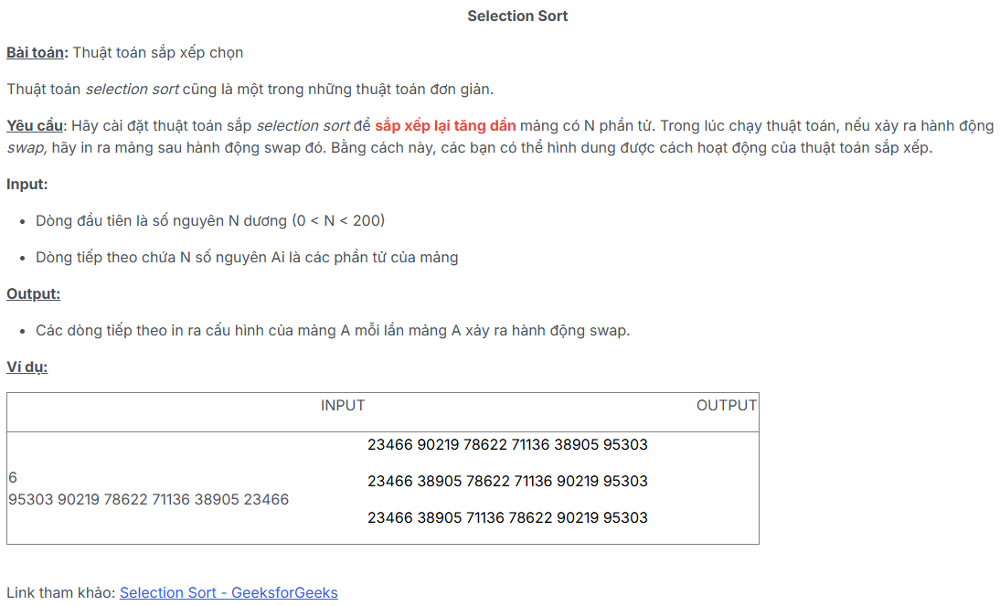 Selection Sort
Bài toán: Thuật toán sắp xếp chọn
Thuật toán selection sort cũng là một trong những thuật toán đơn giản.
Yêu cầu: Hãy cài đặt thuật toán sắp selection sort để sắp xếp lại tăng dần mảng có N phần tử. Trong lúc chạy thuật toán, nếu xảy ra hành động
swap, hãy in ra mảng sau hành động swap đó. Bằng cách này, các bạn có thể hình dung được cách hoạt động của thuật toán sắp xếp.
Input:
• Dòng đầu tiên là số nguyên N dương (0 < N < 200)
• Dòng tiếp theo chứa N số nguyên Ai là các phần tử của mảng
Output:
• Các dòng tiếp theo in ra cấu hình của mảng A mỗi lần mảng A xảy ra hành động swap.
Ví dụ:
INPUT OUTPUT
6
95303 90219 78622 71136 38905 23466
23466 90219 78622 71136 38905 95303
23466 38905 78622 71136 90219 95303
23466 38905 71136 78622 90219 95303
Link tham khảo: Selection Sort - GeeksforGeeks